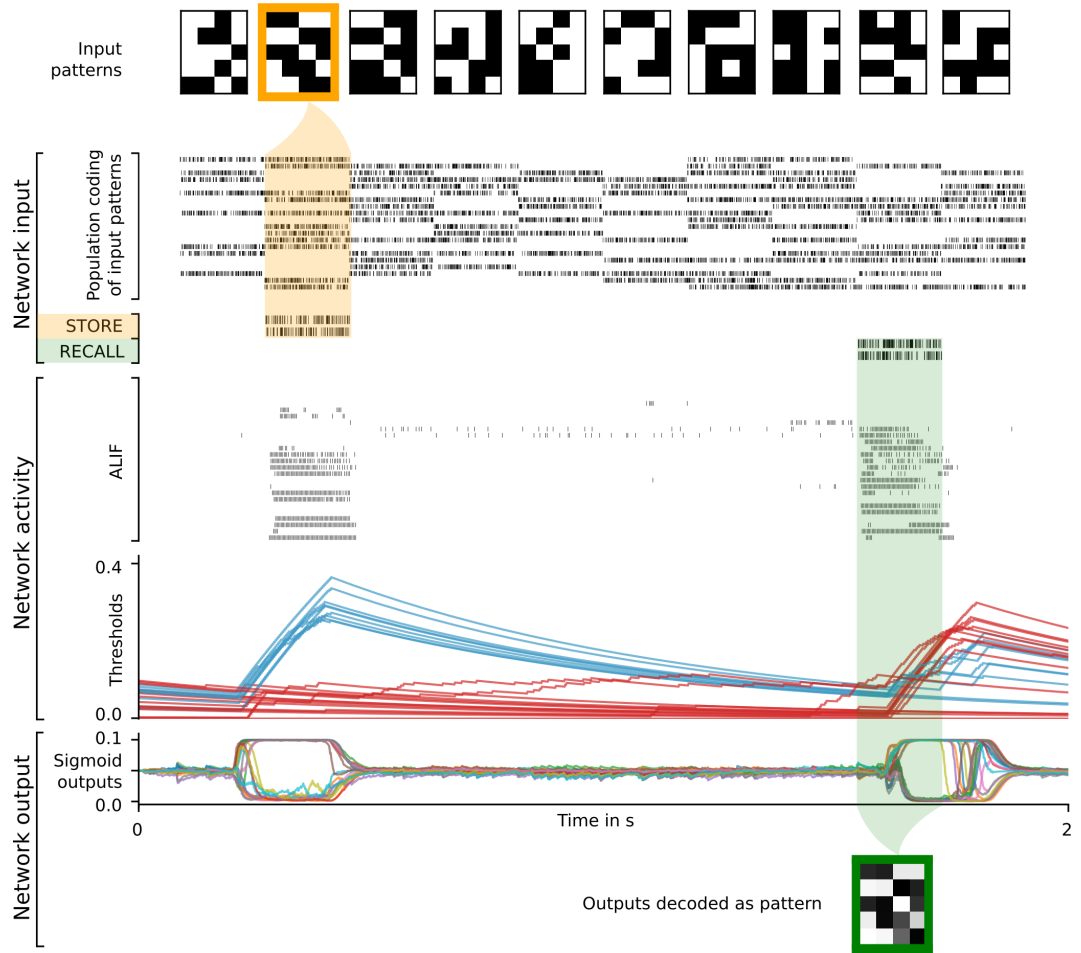 Input
patterns
Network input
Population coding
of input patterns
STORE
RECALL
Network activity
ALIF
0.4
Thresholds
0.0
Network output
0.1
Sigmoid
outputs
0.0
0
Time in s
2
Outputs decoded as pattern